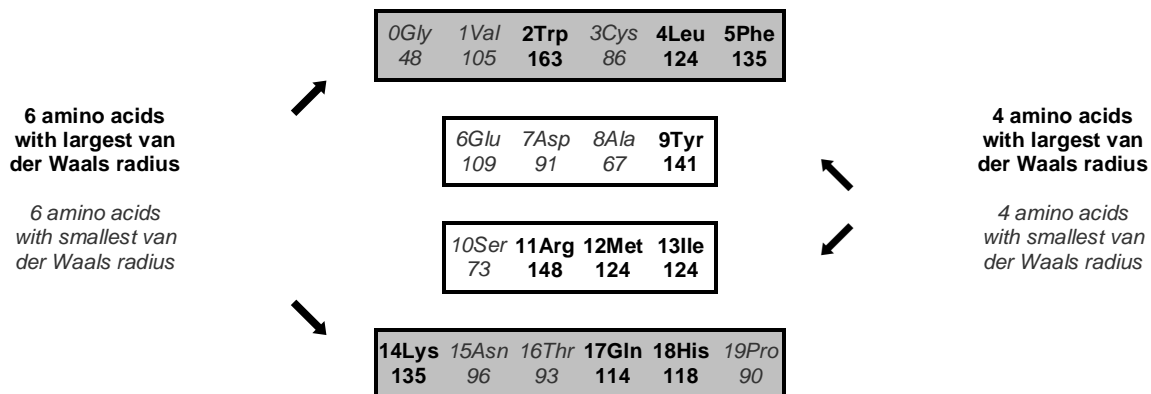 0Gly 1Val 2Trp 3Cys 4Leu 5Phe
48 105 163 86 124 135
6 amino acids
with largest van
der Waals radius
6 amino acids
with smallest van
der Waals radius
6Glu 7Asp 8Ala 9Tyr
109 91 67 141
10Ser 11Arg 12Met 13Ile
73 148 124 124
4 amino acids
with largest van
der Waals radius
4 amino acids
with smallest van
der Waals radius
14Lys 15Asn 16Thr 17Gln 18His 19Pro
135 96 93 114 118 90